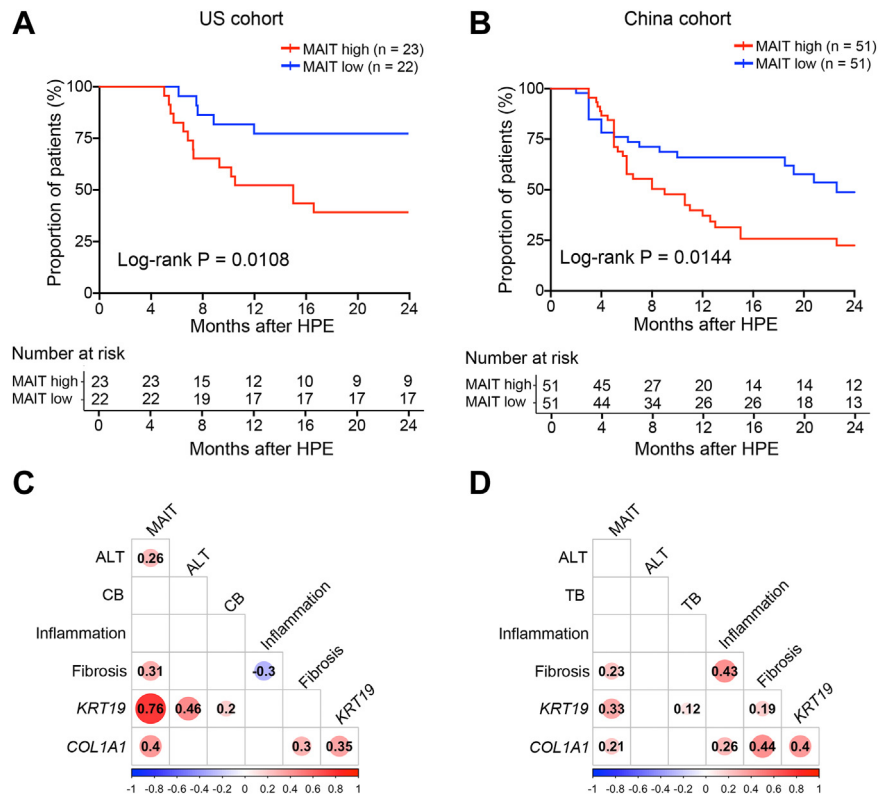 A
US cohort
MAIT high (n = 23)
MAIT low (n = 22)
Proportion of patients (%)
100
75
50
25
0
Log-rank P = 0.0108
0 4 8 12 16 20 24
Months after HPE
Number at risk
MAIT high 23 23 15 12 10 9 9
MAIT low 22 22 19 17 17 17 17
0 4 8 12 16 20 24
Months after HPE
B
China cohort
MAIT high (n = 51)
MAIT low (n = 51)
Proportion of patients (%)
100
75
50
25
0
Log-rank P = 0.0144
0 4 8 12 16 20 24
Months after HPE
Number at risk
MAIT high 51 45 27 20 14 14 12
MAIT low 51 44 34 26 26 18 13
0 4 8 12 16 20 24
Months after HPE
C
MAIT
ALT 0.26 ALT
CB CB
Inflammation Inflammation
Fibrosis 0.31 -0.3 Fibrosis
KRT19 0.76 0.46 0.2 KRT19
COL1A1 0.4 0.3 0.35
-1 -0.8 -0.6 -0.4 -0.2 0 0.2 0.4 0.6 0.8 1
D
MAIT
ALT ALT
TB TB
Inflammation Inflammation
Fibrosis 0.23 0.43 Fibrosis
KRT19 0.33 0.12 0.19 KRT19
COL1A1 0.21 0.26 0.44 0.4
-1 -0.8 -0.6 -0.4 -0.2 0 0.2 0.4 0.6 0.8 1